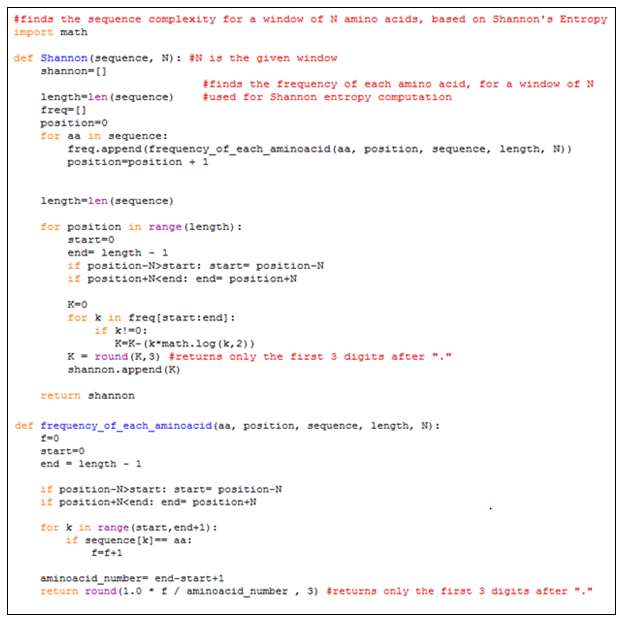 #finds the sequence complexity for a window of N amino acids, based on Shannon's Entropy
import math
def Shannon(sequence, N): #N is the given window
    shannon=[]
                        #finds the frequency of each amino acid, for a window of N
    length=len(sequence)    #used for Shannon entropy computation
    freq=[]
    position=0
    for aa in sequence:
        freq.append(frequency_of_each_aminoacid(aa, position, sequence, length, N))
        position=position + 1
    length=len(sequence)
    for position in range(length):
        start=0
        end= length - 1
        if position-N>start: start= position-N
        if position+N<end: end= position+N
        K=0
        for k in freq[start:end]:
            if k!=0:
               K=K-(k*math.log(k,2))
        K = round(K,3) #returns only the first 3 digits after "."
        shannon.append(K)
    return shannon
def frequency_of_each_aminoacid(aa, position, sequence, length, N):
    f=0
    start=0
    end = length - 1
    if position-N>start: start= position-N
    if position+N<end: end= position+N
    for k in range(start,end+1):
        if sequence[k]== aa:
            f=f+1
    aminoacid_number= end-start+1
    return round(1.0 * f / aminoacid_number , 3) #returns only the first 3 digits after "."